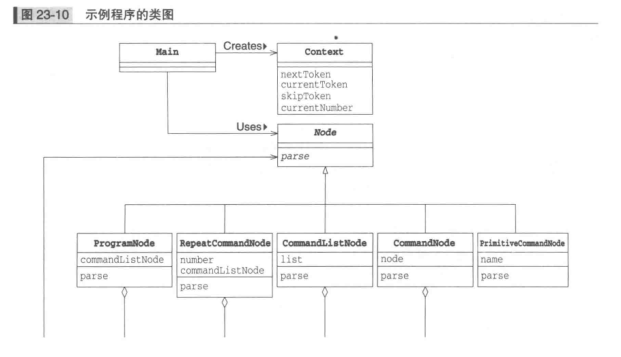 图 23-10 示例程序的类图
*
Main
Creates
Context
nextToken
currentToken
skipToken
currentNumber
Uses
Node
parse
ProgramNode
commandListNode
parse
RepeatCommandNode
number
commandListNode
parse
CommandListNode
list
parse
CommandNode
node
parse
PrimitiveCommandNode
name
parse